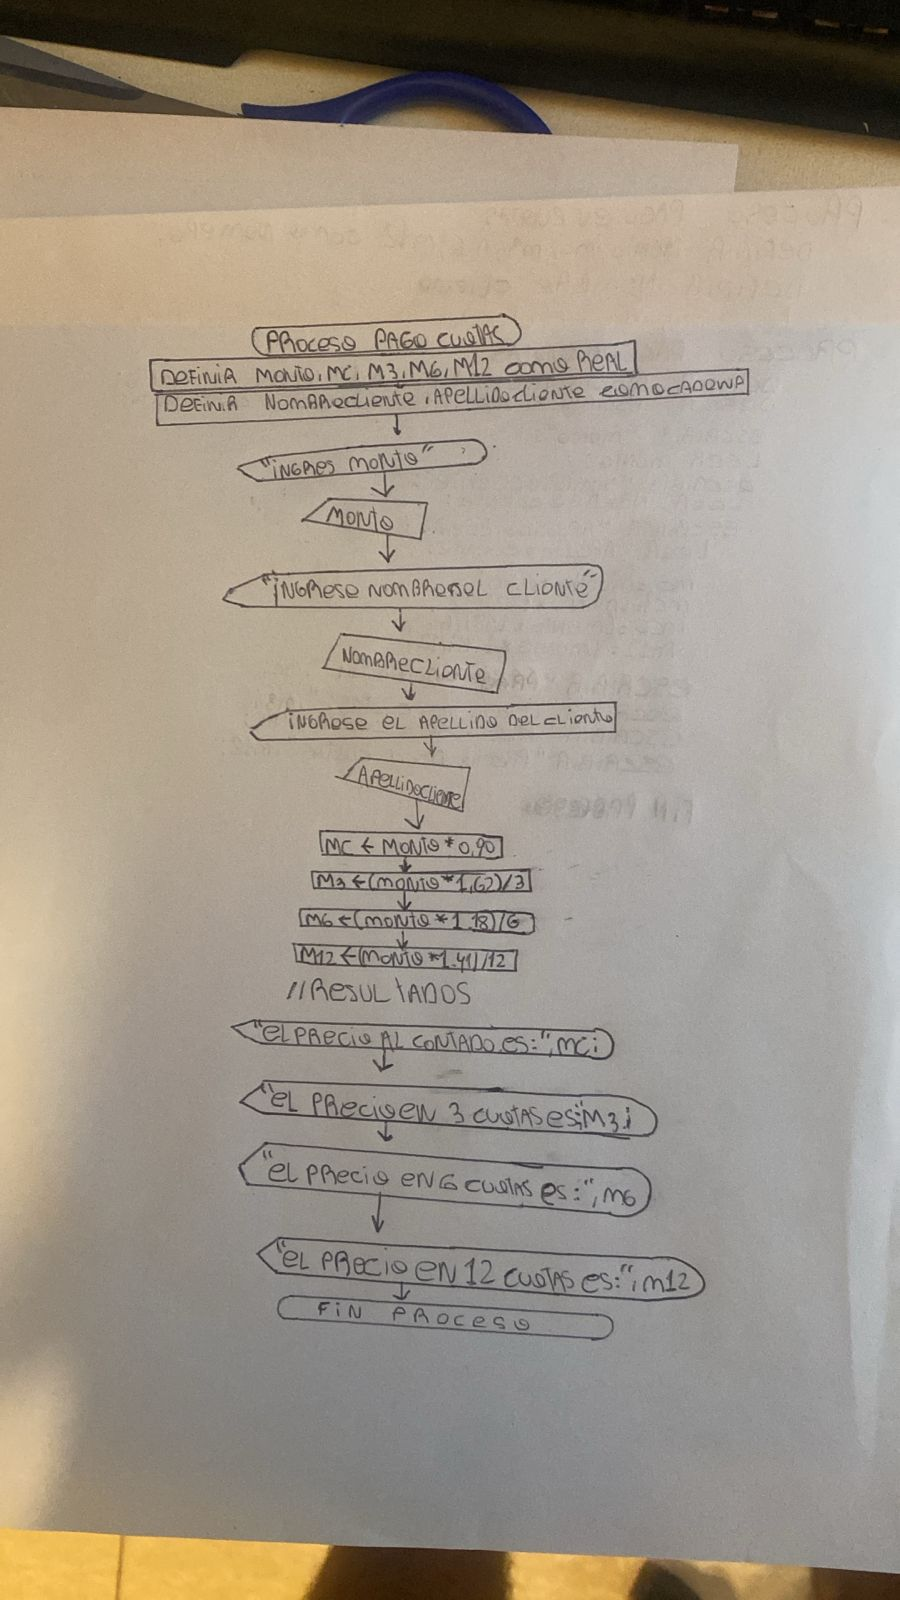 PROCESO PAGO CUOTAS
DEFINIR MONTO, MC, M3, M6, M12 como REAL
DEFINIR NOMBRECLIENTE, APELLIDOCLIENTE COMO CADENA
"INGRES MONTO"
MONTO
"INGRESE NOMBRE DEL CLIENTE"
NOMBRECLIENTE
INGRESE EL APELLIDO DEL CLIENTE
APELLIDOCLIENTE
MC ← MONTO * 0,90
M3 ← (MONTO * 1,62)/3
M6 ← (MONTO * 1.18)/6
M12 ← (MONTO * 1.41)/12
//RESULTADOS
"EL PRECIO AL CONTADO ES:", MC;
"EL PRECIO EN 3 CUOTAS ES;"M3;
"EL PRECIO EN 6 CUOTAS ES:", M6
"EL PRECIO EN 12 CUOTAS ES:"; M12
FIN PROCESO